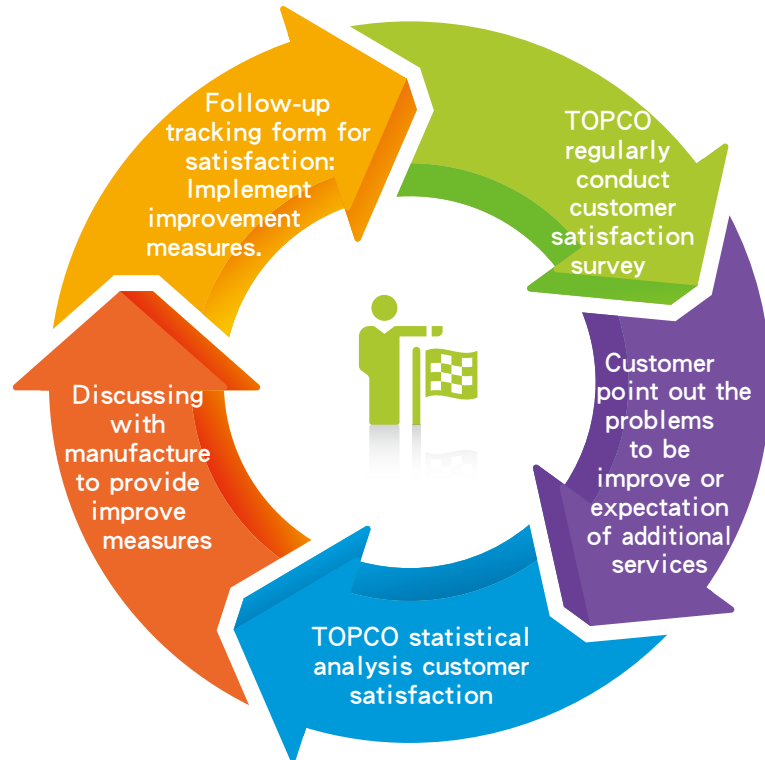 TOPCO
regularly
conduct
customer
satisfaction
survey
Customer
point out the
problems
to be
improve or
expectation
of additional
services
TOPCO statistical
analysis customer
satisfaction
Discussing
with
manufacture
to provide
improve
measures
Follow-up
tracking form for
satisfaction:
Implement
improvement
measures.